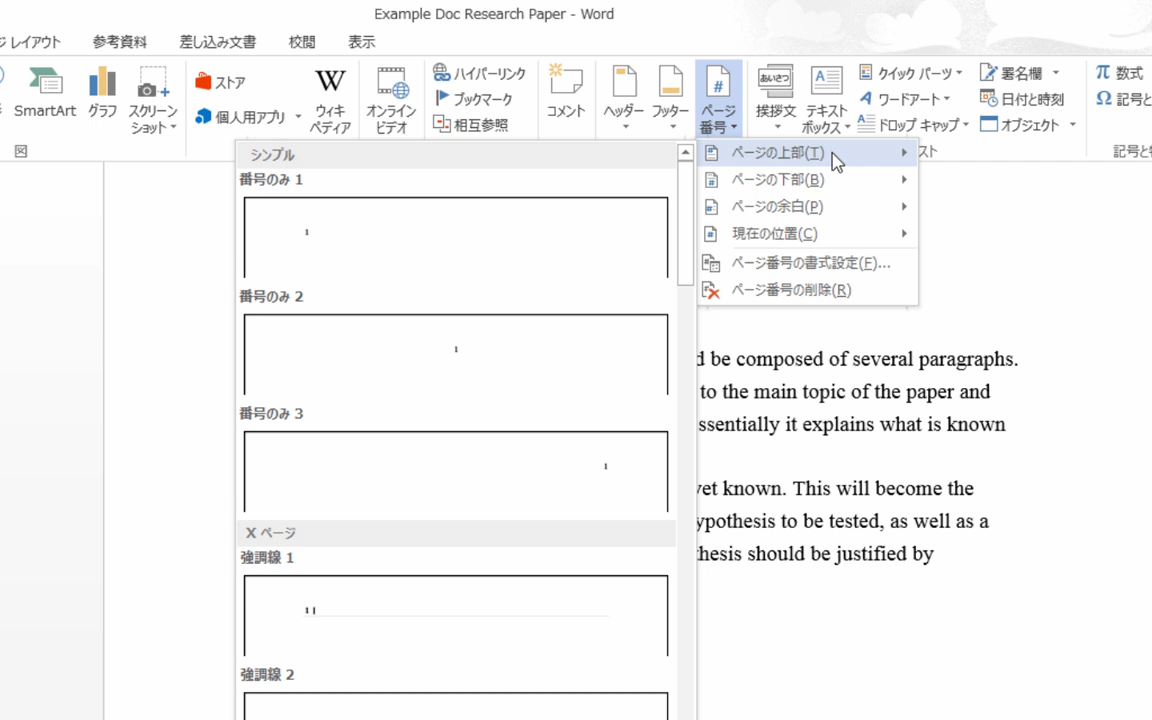 Example Doc Research Paper - Word
ジ レイアウト 参考資料 差し込み文書 校閲 表示
SmartArt グラフ スクリーン ショット
ストア
個人用アプリ
ウィキ ペディア
オンライン ビデオ
ハイパーリンク
ブックマーク
相互参照
コメント
ヘッダー フッター ページ 番号
あいさつ
挨拶文 テキスト ボックス
クイック パーツ
ワードアート
ドロップ キャップ
署名欄
日付と時刻
オブジェクト
π 数式
Ω 記号と
図
スト
記号と
シンプル
番号のみ 1
1
番号のみ 2
1
番号のみ 3
1
X ページ
強調線 1
1 |
強調線 2
ページの上部(T)
ページの下部(B)
ページの余白(P)
現在の位置(C)
ページ番号の書式設定(F)...
ページ番号の削除(R)
d be composed of several paragraphs.
to the main topic of the paper and
ssentially it explains what is known
yet known. This will become the
ypothesis to be tested, as well as a
hesis should be justified by